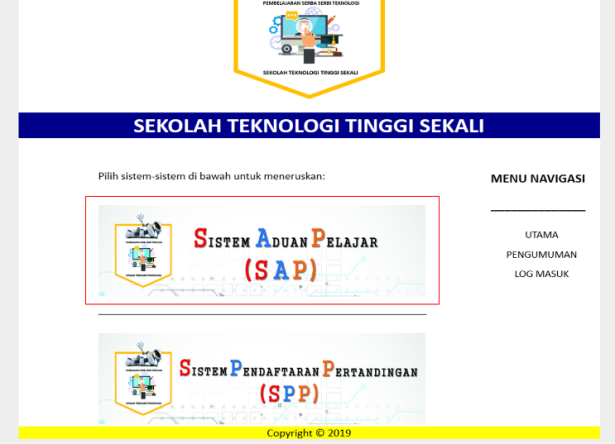 PEMBELAJARAN SERBA SERBI TEKNOLOGI
SEKOLAH TEKNOLOGI TINGGI SEKALI
SEKOLAH TEKNOLOGI TINGGI SEKALI
Pilih sistem-sistem di bawah untuk meneruskan:
SISTEM ADUAN PELAJAR
(SAP)
SISTEM PENDAFTARAN PERTANDINGAN
(SPP)
MENU NAVIGASI
UTAMA
PENGUMUMAN
LOG MASUK
Copyright © 2019